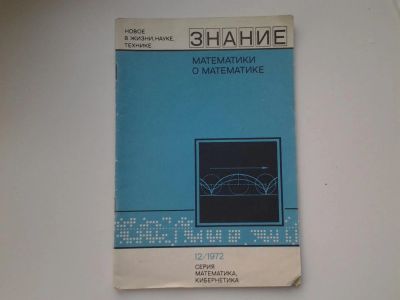 НОВОЕ
В ЖИЗНИ, НАУКЕ,
ТЕХНИКЕ
ЗНАНИЕ
МАТЕМАТИКИ
О МАТЕМАТИКЕ
12/1972
СЕРИЯ
МАТЕМАТИКА,
КИБЕРНЕТИКА